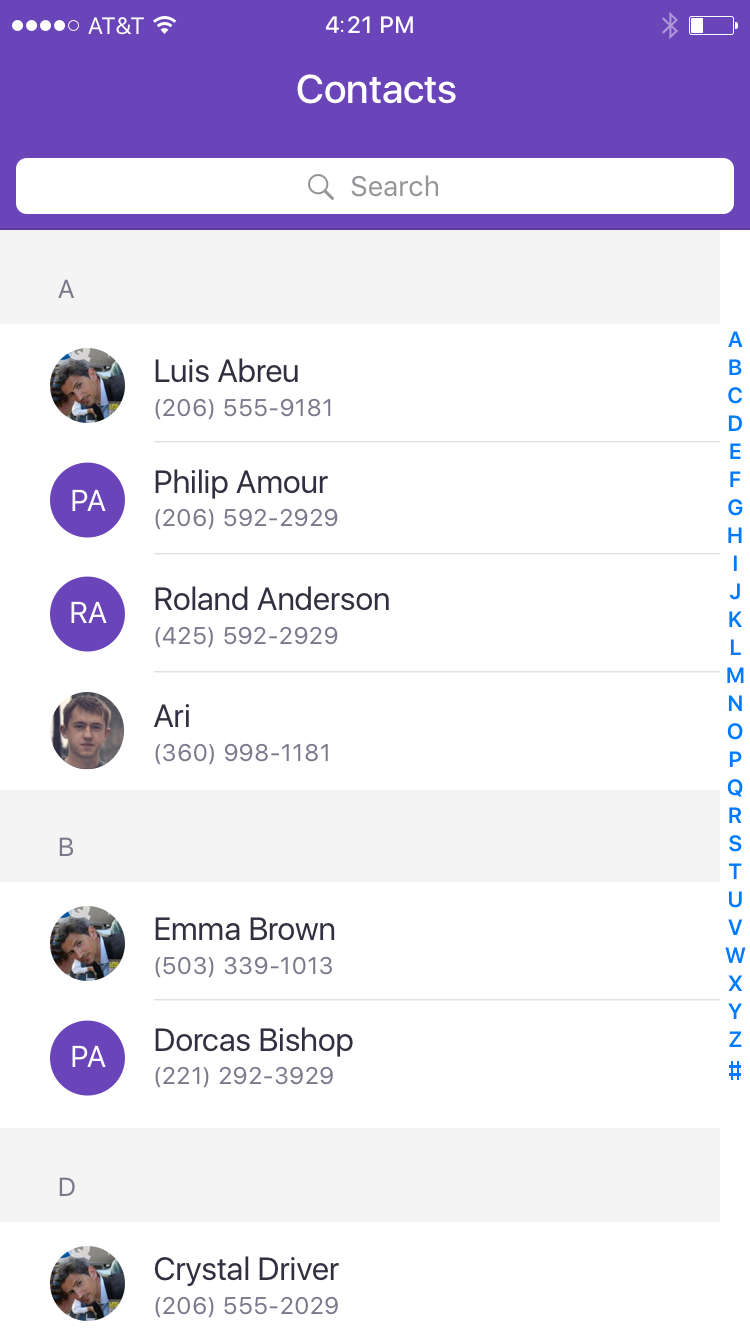 AT&T 4:21 PM
Contacts
Search
A
Luis Abreu
(206) 555-9181
PA
Philip Amour
(206) 592-2929
RA
Roland Anderson
(425) 592-2929
Ari
(360) 998-1181
B
Emma Brown
(503) 339-1013
PA
Dorcas Bishop
(221) 292-3929
D
Crystal Driver
(206) 555-2029
A
B
C
D
E
F
G
H
I
J
K
L
M
N
O
P
Q
R
S
T
U
V
W
X
Y
Z
#